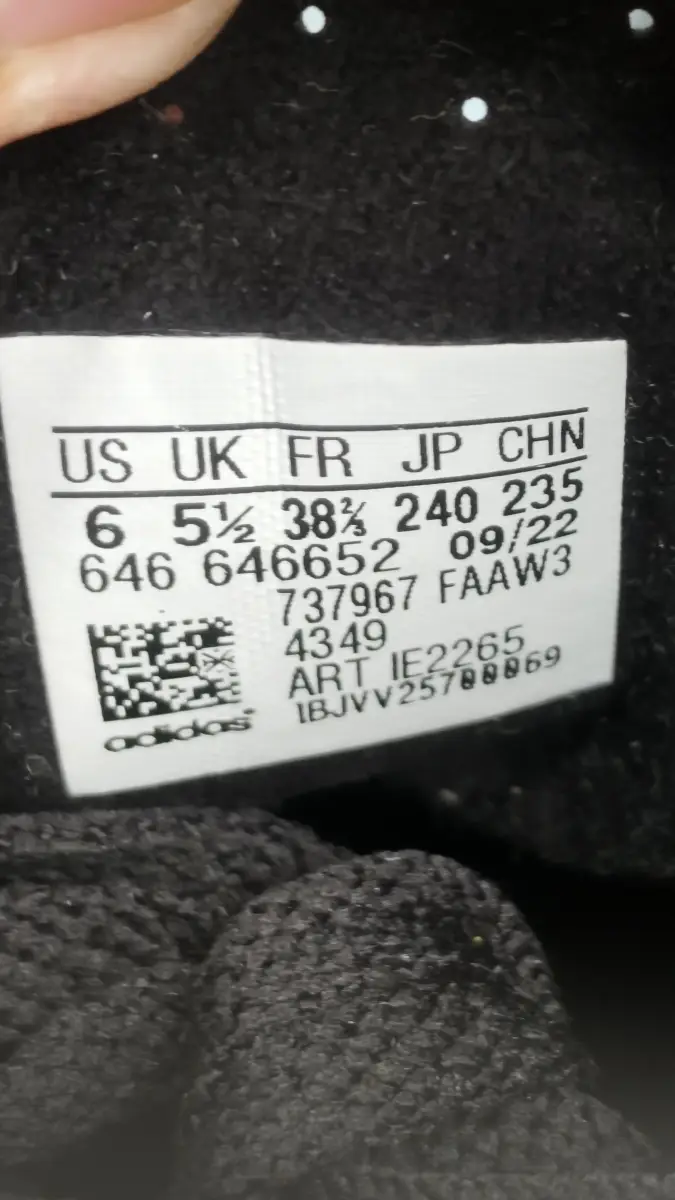 US UK FR JP CHN
6 5½ 38⅔ 240 235
646 646652 09/22
737967 FAAW3
4349
ART IE2265
1BJVV25700069
adidas